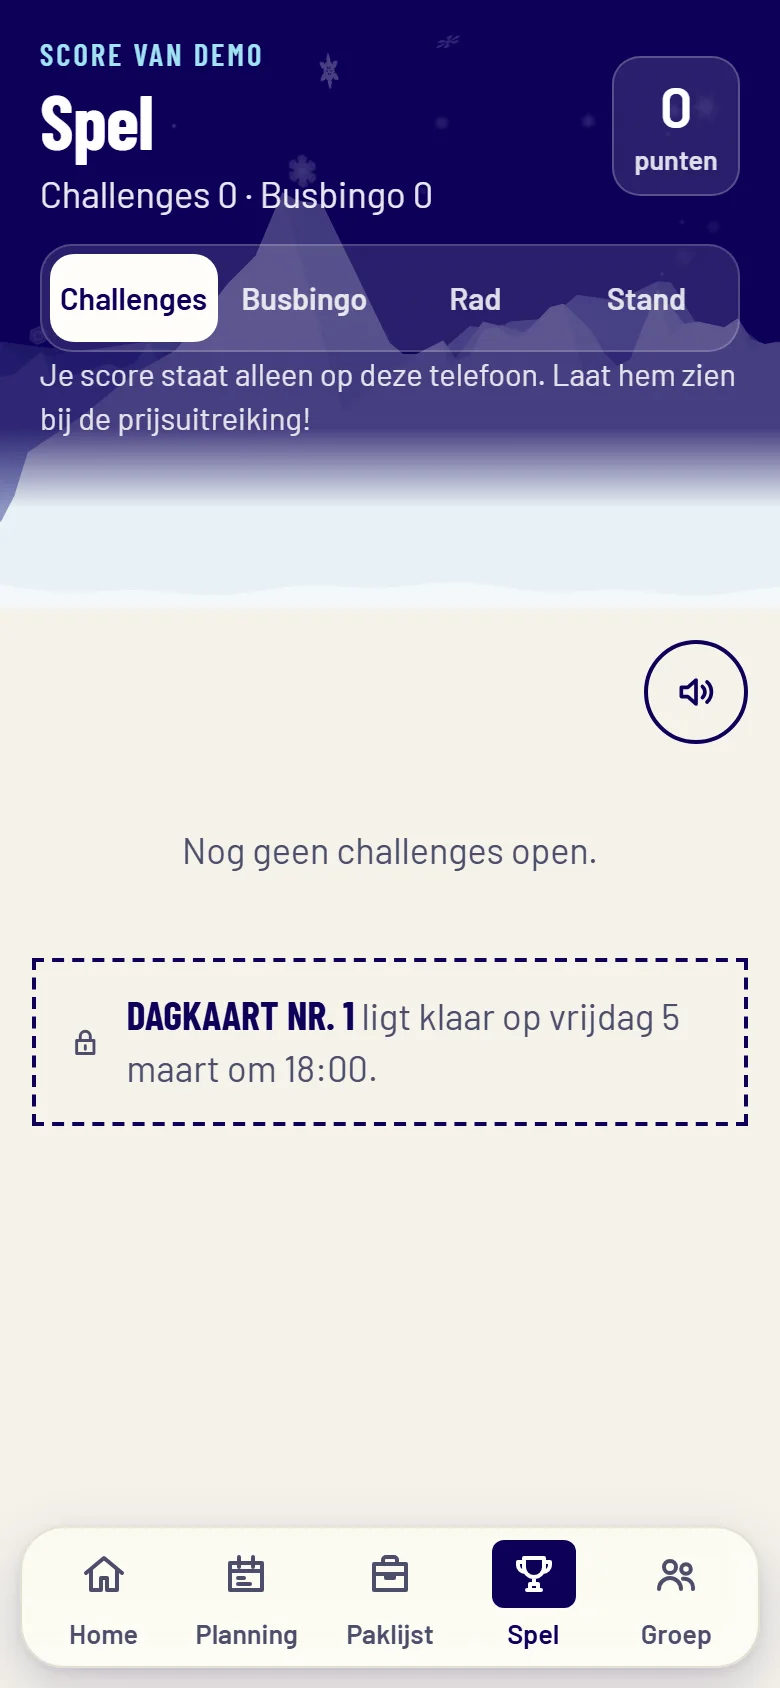 SCORE VAN DEMO
Spel
Challenges 0 · Busbingo 0
0
punten
Challenges Busbingo Rad Stand
Je score staat alleen op deze telefoon. Laat hem zien
bij de prijsuitreiking!
Nog geen challenges open.
DAGKAART NR. 1 ligt klaar op vrijdag 5
maart om 18:00.
Home Planning Paklijst Spel Groep